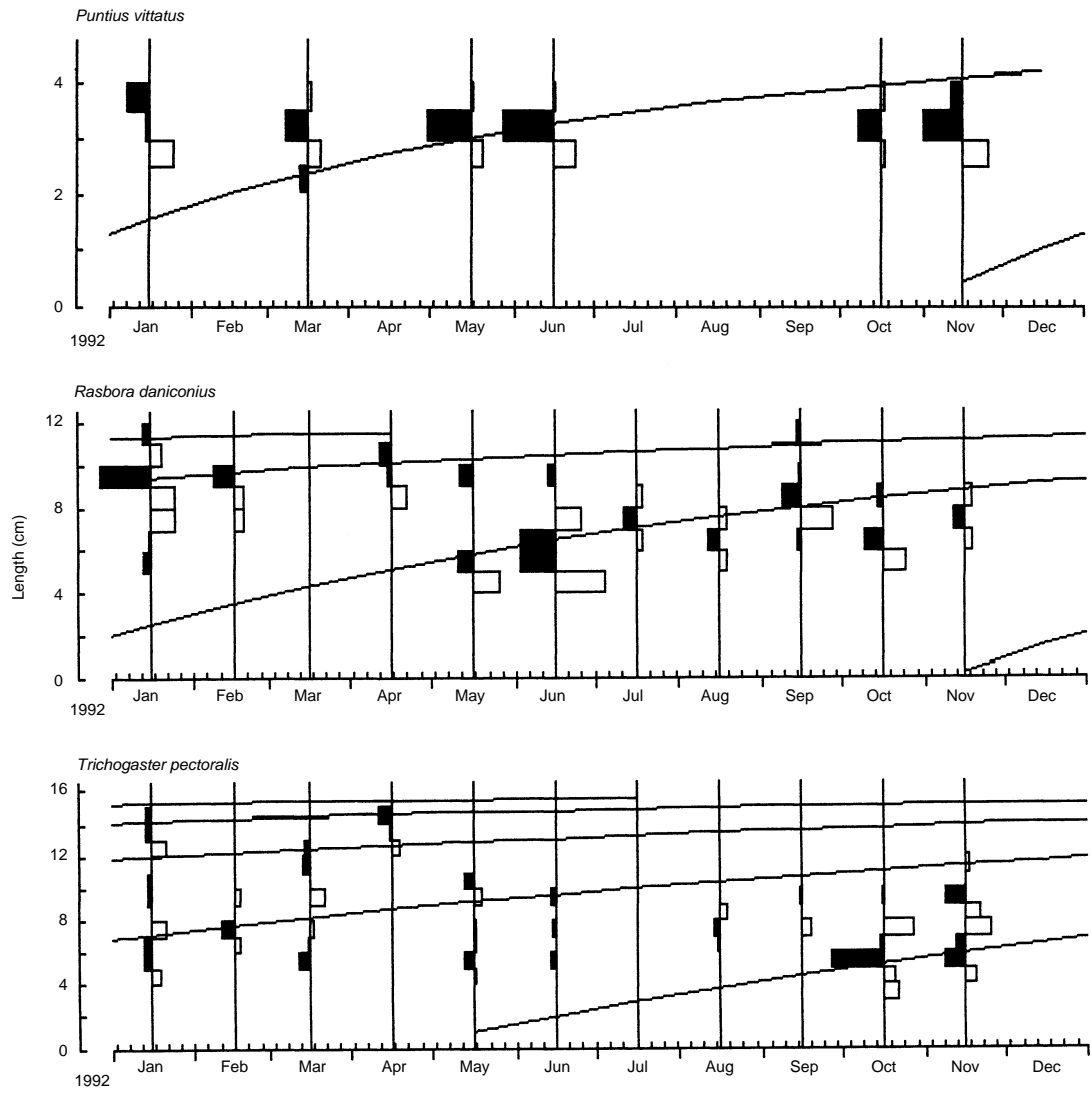 Puntius vittatus
4
2
0
Jan Feb Mar Apr May Jun Jul Aug Sep Oct Nov Dec
1992
Rasbora daniconius
Length (cm)
12
8
4
0
Jan Feb Mar Apr May Jun Jul Aug Sep Oct Nov Dec
1992
Trichogaster pectoralis
16
12
8
4
0
Jan Feb Mar Apr May Jun Jul Aug Sep Oct Nov Dec
1992